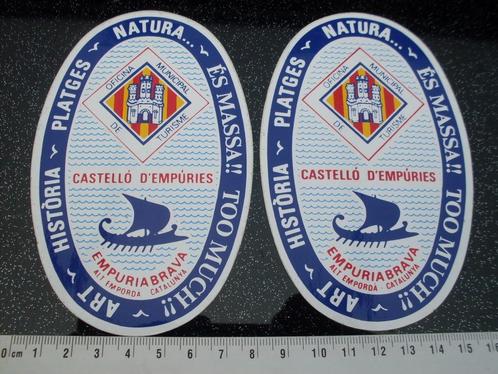 ART ~ HISTÒRIA ~ PLATGES ~ NATURA... ~ ÉS MASSA!! TOO MUCH!! ~
OFICINA MUNICIPAL
DE TURISME
CASTELLÓ D'EMPÚRIES
EMPURIABRAVA
ALT EMPORDÀ - CATALUNYA
ART ~ HISTÒRIA ~ PLATGES ~ NATURA... ~ ÉS MASSA!! TOO MUCH!! ~
OFICINA MUNICIPAL
DE TURISME
CASTELLÓ D'EMPÚRIES
EMPURIABRAVA
ALT EMPORDÀ - CATALUNYA
0 cm 1 2 3 4 5 6 7 8 9 10 11 12 13 14 15 16